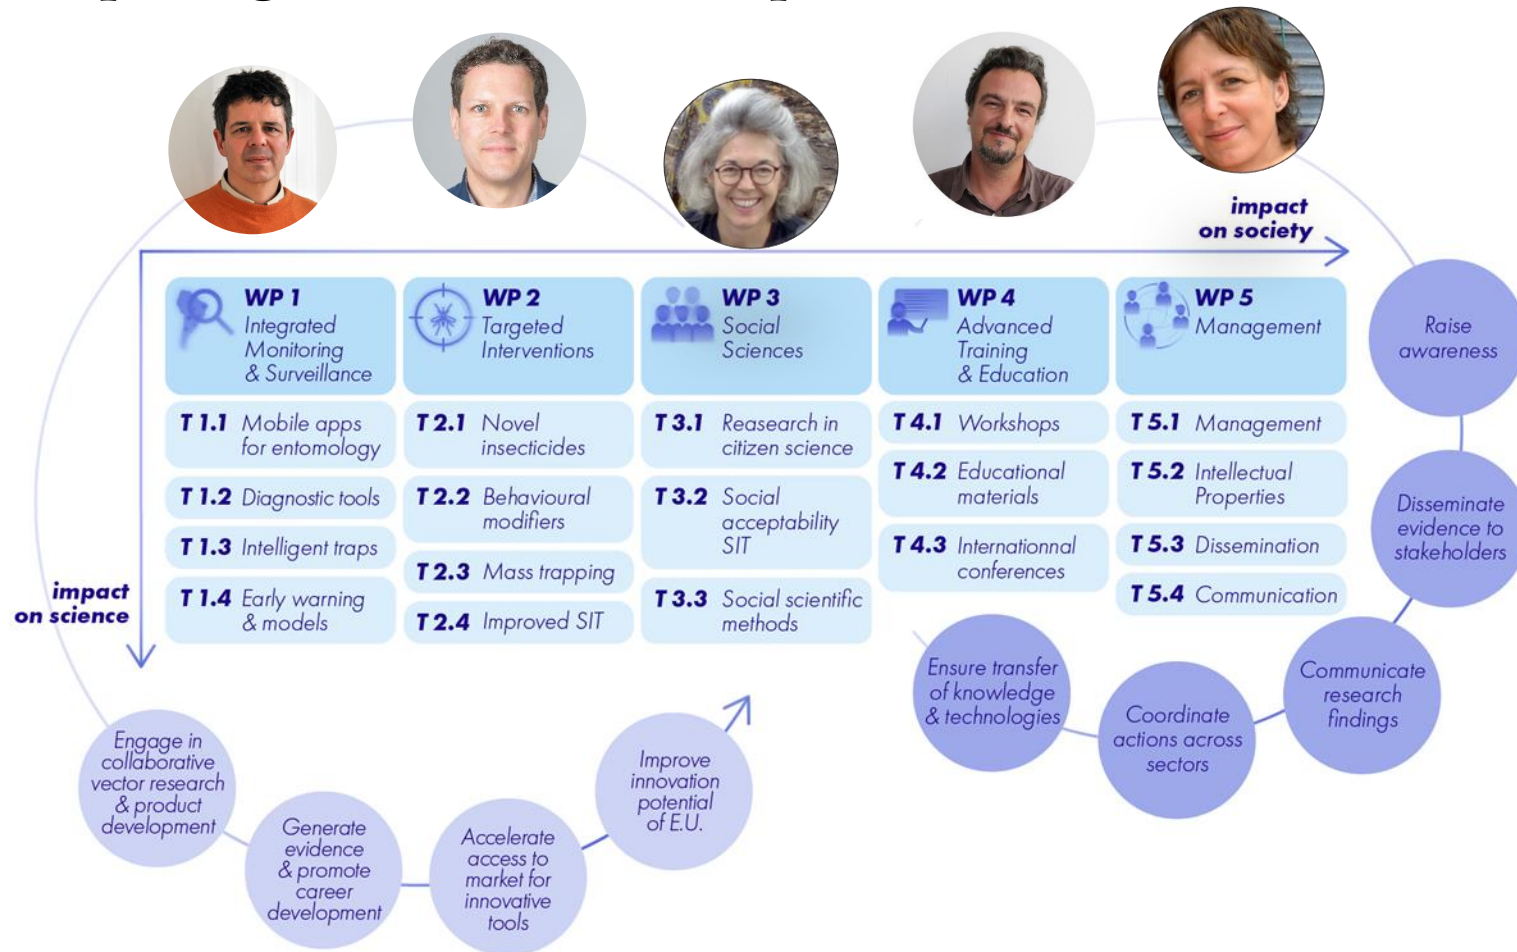 impact
on society
WP 1
Integrated
Monitoring
& Surveillance
WP 2
Targeted
Interventions
WP 3
Social
Sciences
WP 4
Advanced
Training
& Education
WP 5
Management
T 1.1 Mobile apps
for entomology
T 1.2 Diagnostic tools
T 1.3 Intelligent traps
T 1.4 Early warning
& models
T 2.1 Novel
insecticides
T 2.2 Behavioural
modifiers
T 2.3 Mass trapping
T 2.4 Improved SIT
T 3.1 Reasearch in
citizen science
T 3.2 Social
acceptability
SIT
T 3.3 Social scientific
methods
T 4.1 Workshops
T 4.2 Educational
materials
T 4.3 Internationnal
conferences
T 5.1 Management
T 5.2 Intellectual
Properties
T 5.3 Dissemination
T 5.4 Communication
impact
on science
Raise
awareness
Disseminate
evidence to
stakeholders
Communicate
research
findings
Coordinate
actions across
sectors
Ensure transfer
of knowledge
& technologies
Engage in
collaborative
vector research
& product
development
Generate
evidence
& promote
career
development
Accelerate
access to
market for
innovative
tools
Improve
innovation
potential
of E.U.